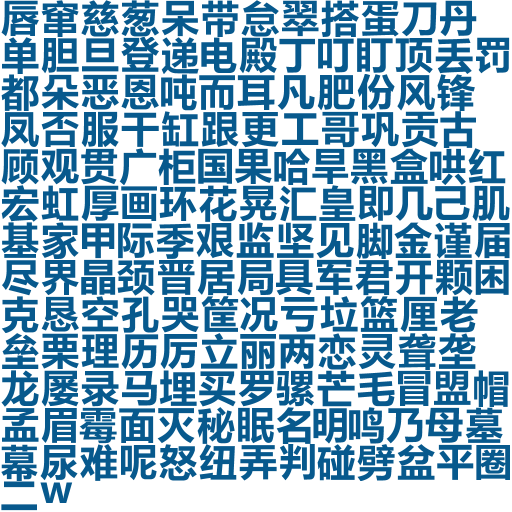 唇窜慈葱呆带怠翠搭蛋刀丹
单胆旦登递电殿丁叮盯顶丢罚
都朵恶恩吨而耳凡肥份风锋
凤否服干缸跟更工哥巩贡古
顾观贯广柜国果哈旱黑盒哄红
宏虹厚画环花晃汇皇即几己肌
基家甲际季艰监坚见脚金谨届
尽界晶颈晋居局具军君开颗困
克恳空孔哭筐况亏垃篮厘老
垒栗理历厉立丽两恋灵聋垄
龙屡录马埋买罗骡芒毛冒盟帽
孟眉霉面灭秘眠名明鸣乃母墓
幕尿难呢怒纽弄判碰劈盆平圈
二w